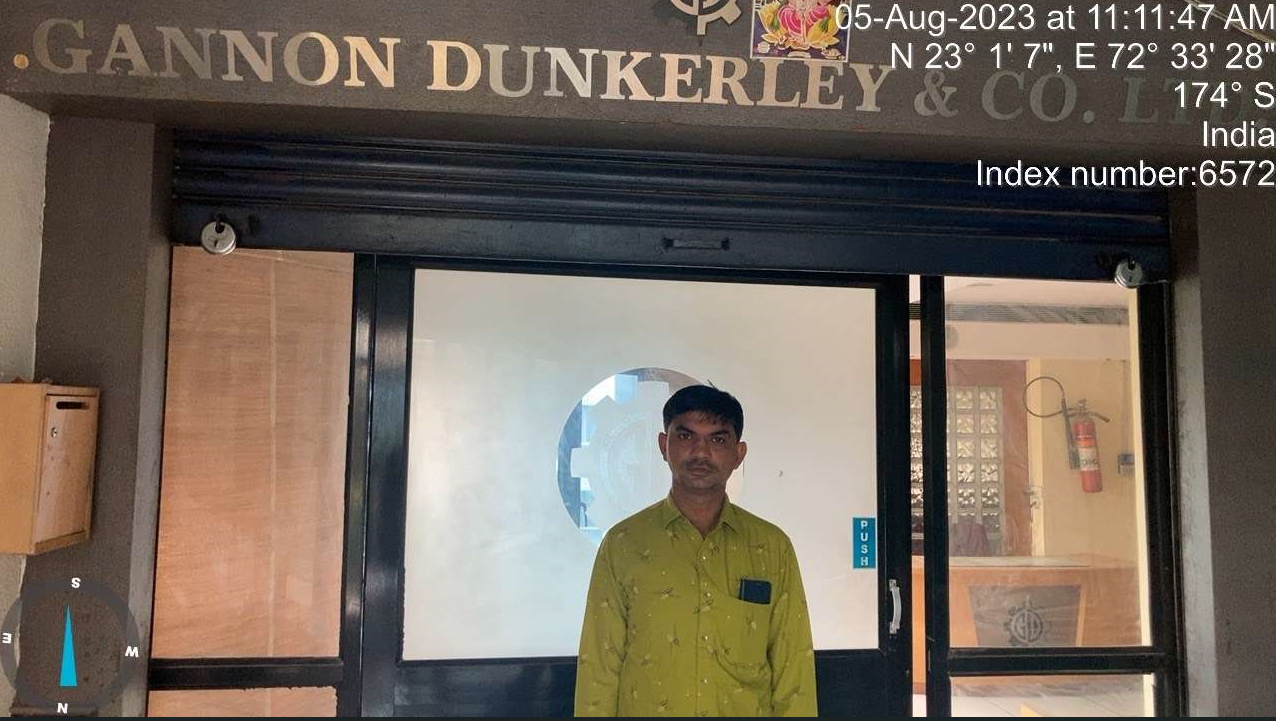 .GANNON DUNKERLEY & CO. LTD.
05-Aug-2023 at 11:11:47 AM
N 23° 1' 7", E 72° 33' 28"
174° S
India
Index number:6572
PUSH
S
E
W
N